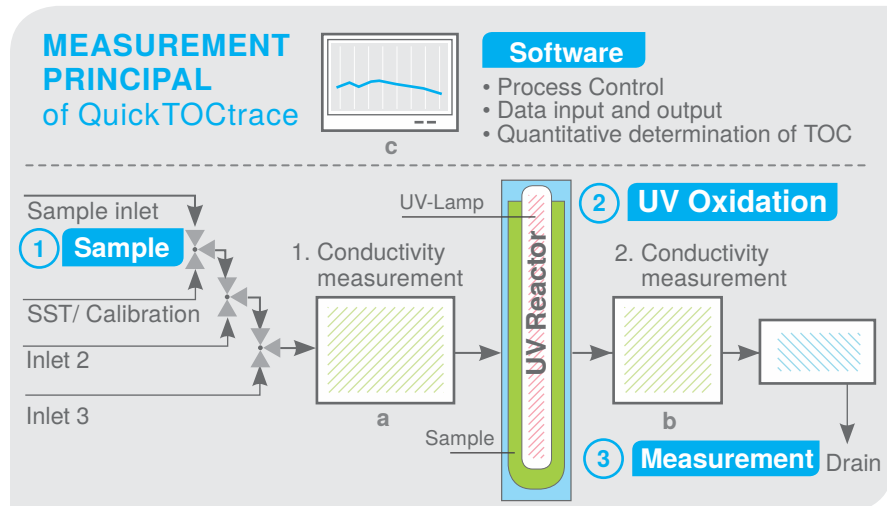 MEASUREMENT
PRINCIPAL
of QuickTOCtrace
c
Software
• Process Control
• Data input and output
• Quantitative determination of TOC
Sample inlet
1 Sample
SST/ Calibration
Inlet 2
Inlet 3
1. Conductivity
measurement
a
UV-Lamp
UV Reactor
Sample
2 UV Oxidation
2. Conductivity
measurement
b
3 Measurement
Drain